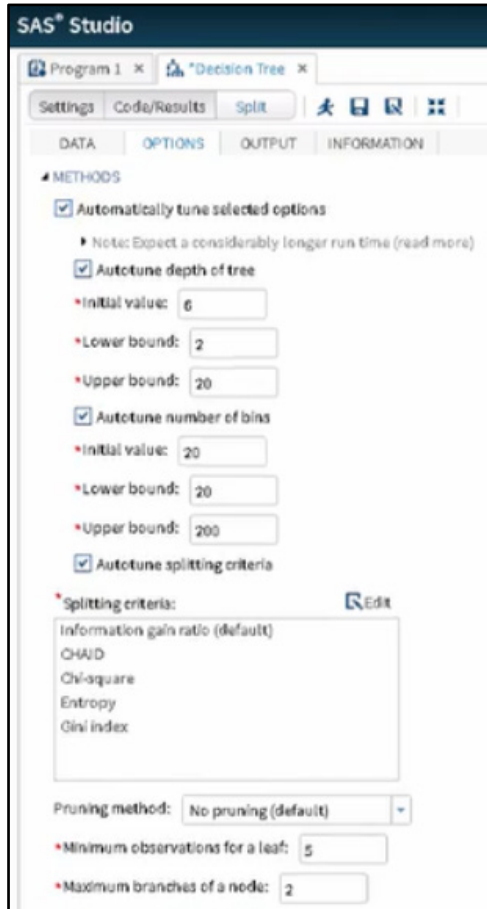 SAS® Studio
Program 1 × *Decision Tree ×
Settings Code/Results Split
DATA OPTIONS OUTPUT INFORMATION
METHODS
Automatically tune selected options
Note: Expect a considerably longer run time (read more)
Autotune depth of tree
*Initial value: 6
*Lower bound: 2
*Upper bound: 20
Autotune number of bins
*Initial value: 20
*Lower bound: 20
*Upper bound: 200
Autotune splitting criteria
*Splitting criteria: Edit
Information gain ratio (default)
CHAID
Chi-square
Entropy
Gini index
Pruning method: No pruning (default)
*Minimum observations for a leaf: 5
*Maximum branches of a node: 2